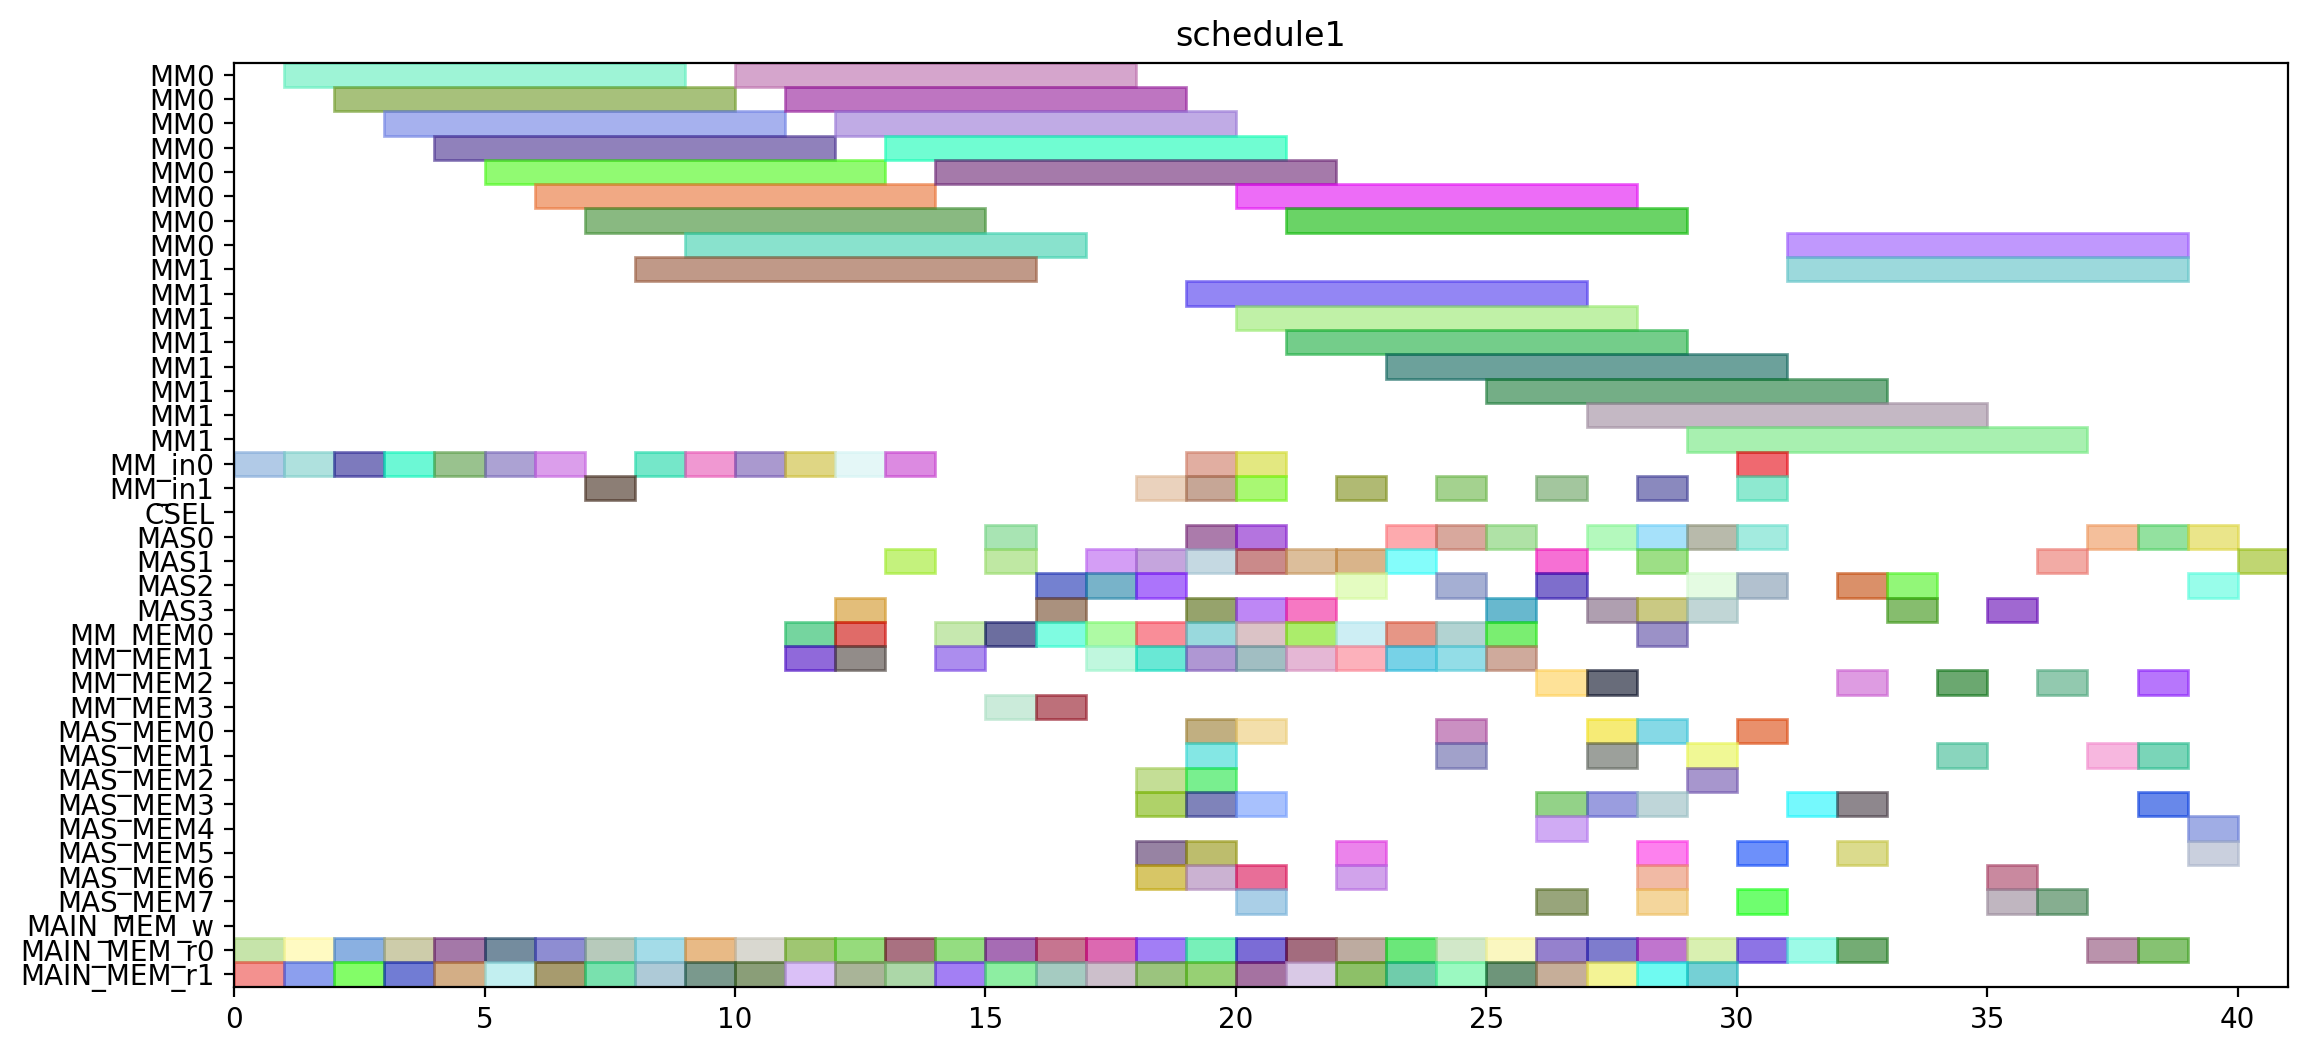 schedule1
MM0
MM0
MM0
MM0
MM0
MM0
MM0
MM0
MM1
MM1
MM1
MM1
MM1
MM1
MM1
MM1
MM_in0
MM_in1
CSEL
MAS0
MAS1
MAS2
MAS3
MM_MEM0
MM_MEM1
MM_MEM2
MM_MEM3
MAS_MEM0
MAS_MEM1
MAS_MEM2
MAS_MEM3
MAS_MEM4
MAS_MEM5
MAS_MEM6
MAS_MEM7
MAIN_MEM_w
MAIN_MEM_r0
MAIN_MEM_r1
0 5 10 15 20 25 30 35 40